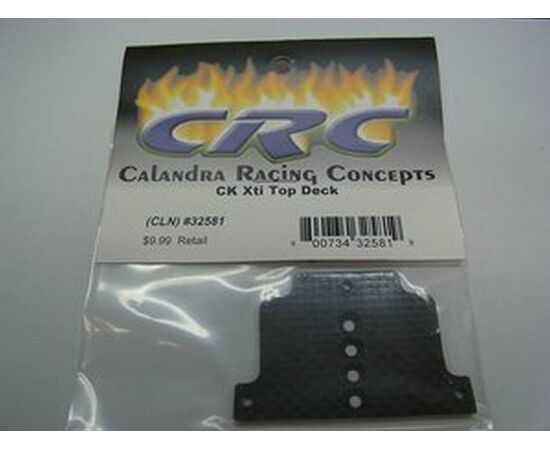 CRC
Calandra Racing Concepts
CK Xti Top Deck
(CLN) #32581
$9.99 Retail
00734 32581